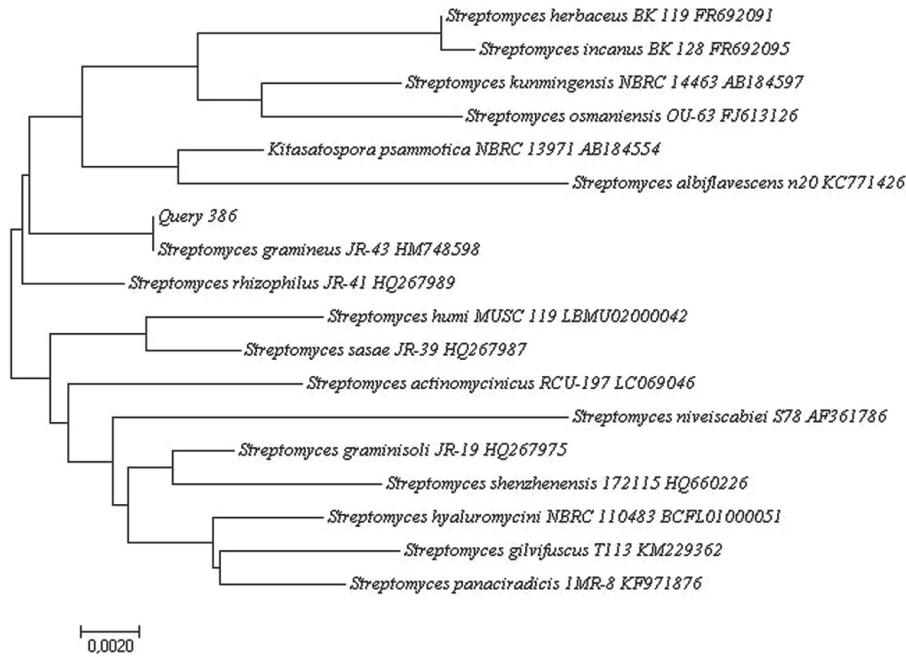 Streptomyces herbaceus BK 119 FR692091
Streptomyces incanus BK 128 FR692095
Streptomyces kunmingensis NBRC 14463 AB184597
Streptomyces osmaniensis OU-63 FJ613126
Kitasatospora psammotica NBRC 13971 AB184554
Streptomyces albiflavescens n20 KC771426
Query 386
Streptomyces gramineus JR-43 HM748598
Streptomyces rhizophilus JR-41 HQ267989
Streptomyces humi MUSC 119 LBMU02000042
Streptomyces sasae JR-39 HQ267987
Streptomyces actinomycinicus RCU-197 LC069046
Streptomyces niveiscabiei S78 AF361786
Streptomyces graminisoli JR-19 HQ267975
Streptomyces shenzhenensis 172115 HQ660226
Streptomyces hyaluromycini NBRC 110483 BCFL01000051
Streptomyces gilvifuscus T113 KM229362
Streptomyces panaciradicis 1MR-8 KF971876
0,0020